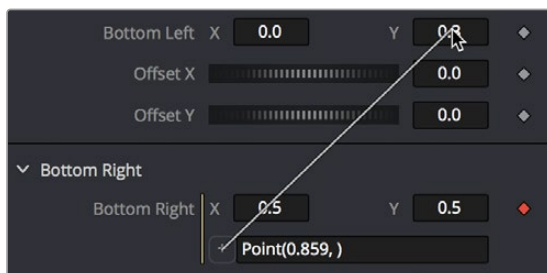 Bottom Left X 0.0 Y
Offset X 0.0
Offset Y 0.0
Bottom Right
Bottom Right X 0.5 Y 0.5
Point(0.859, )